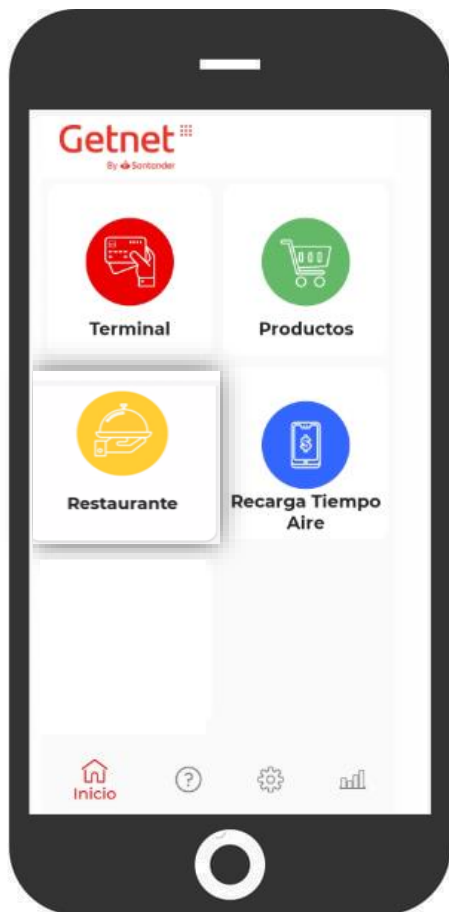 Getnet
By Santander
Terminal
Productos
Restaurante
Recarga Tiempo
Aire
$
?
Inicio